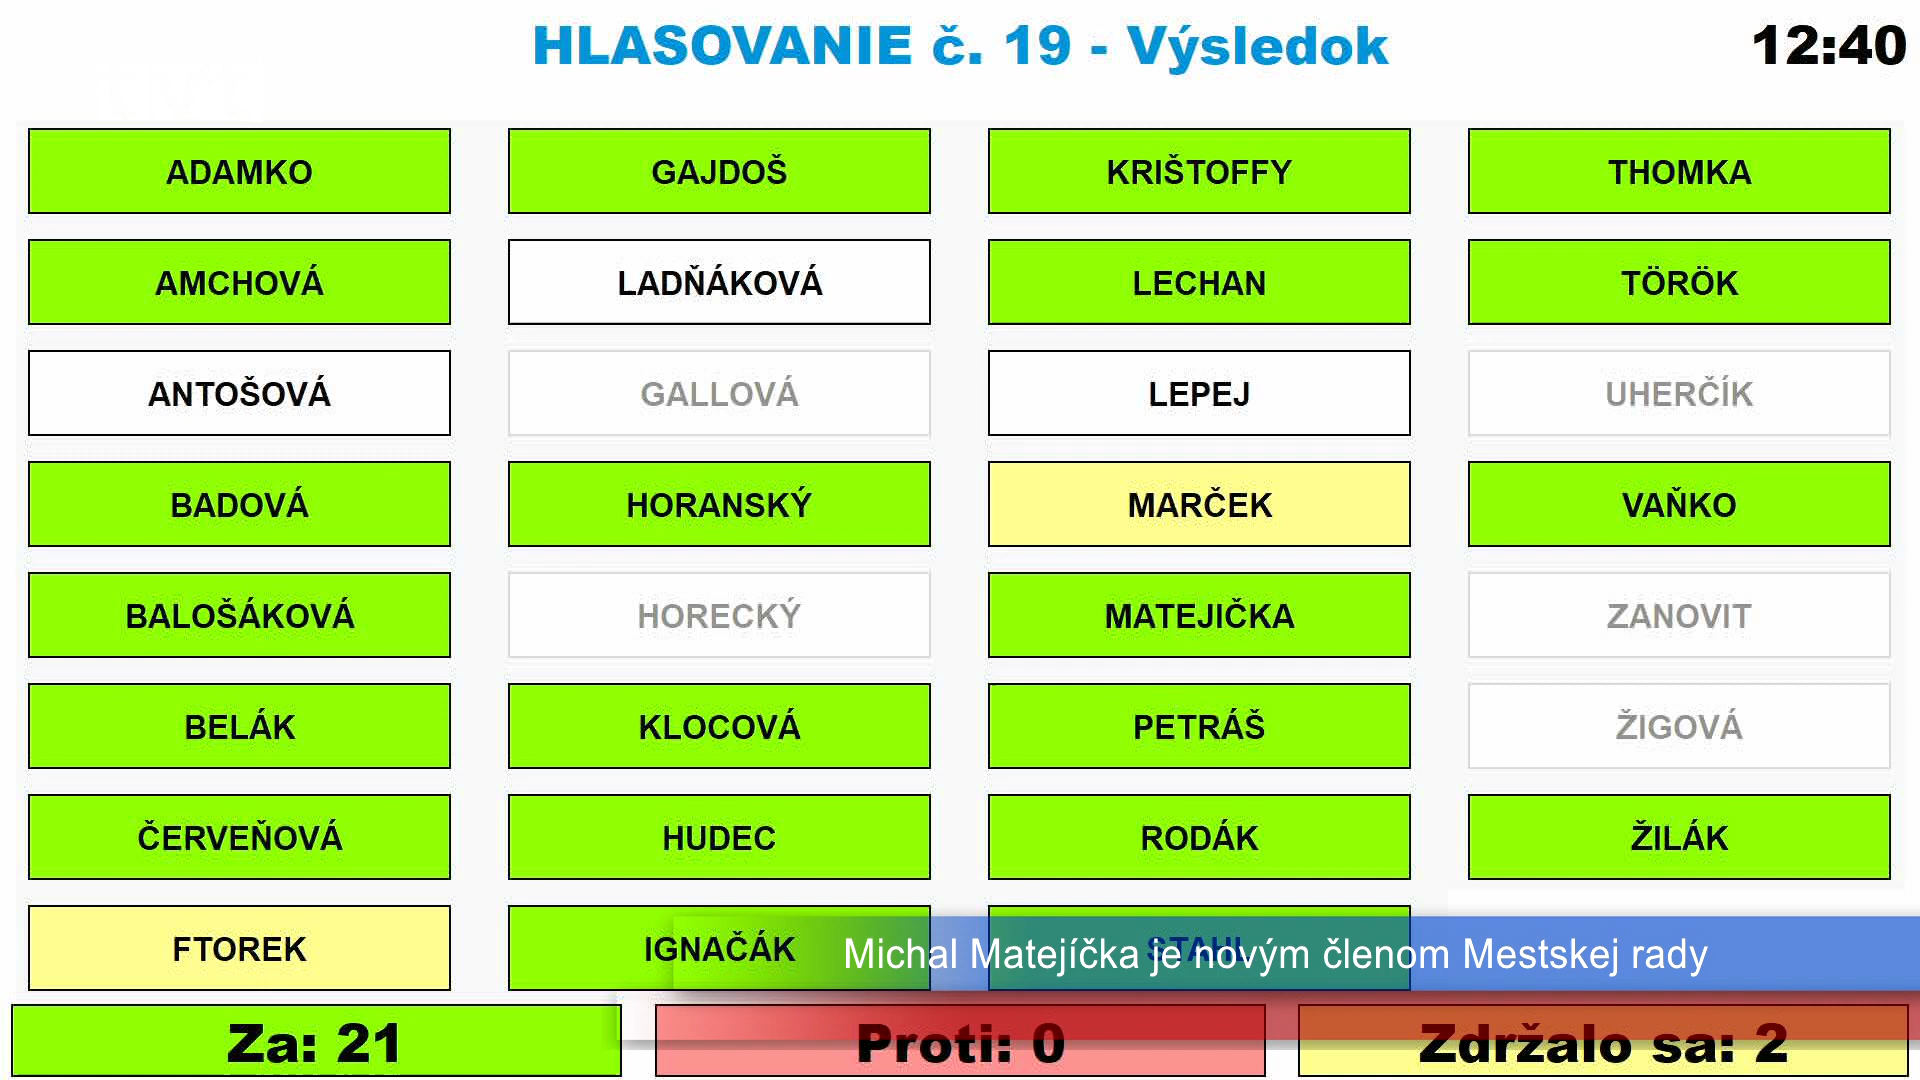 HLASOVANIE č. 19 - Výsledok
12:40
ADAMKO
GAJDOŠ
KRIŠTOFFY
THOMKA
AMCHOVÁ
LADŇÁKOVÁ
LECHAN
TÖRÖK
ANTOŠOVÁ
GALLOVÁ
LEPEJ
UHERČÍK
BADOVÁ
HORANSKÝ
MARČEK
VAŇKO
BALOŠÁKOVÁ
HORECKÝ
MATEJIČKA
ZANOVIT
BELÁK
KLOCOVÁ
PETRÁŠ
ŽIGOVÁ
ČERVEŇOVÁ
HUDEC
RODÁK
ŽILÁK
FTOREK
IGNAČÁK
STAHL
Michal Matejíčka je novým členom Mestskej rady
Za: 21
Proti: 0
Zdržalo sa: 2